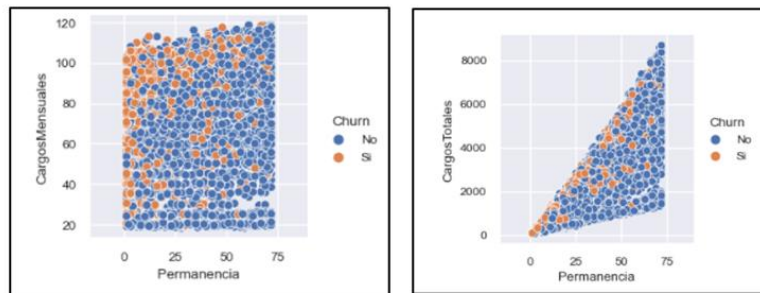 120
100
80
60
40
20
CargosMensuales
0 25 50 75
Permanencia
Churn
No
Si
8000
6000
4000
2000
0
CargosTotales
0 25 50 75
Permanencia
Churn
No
Si